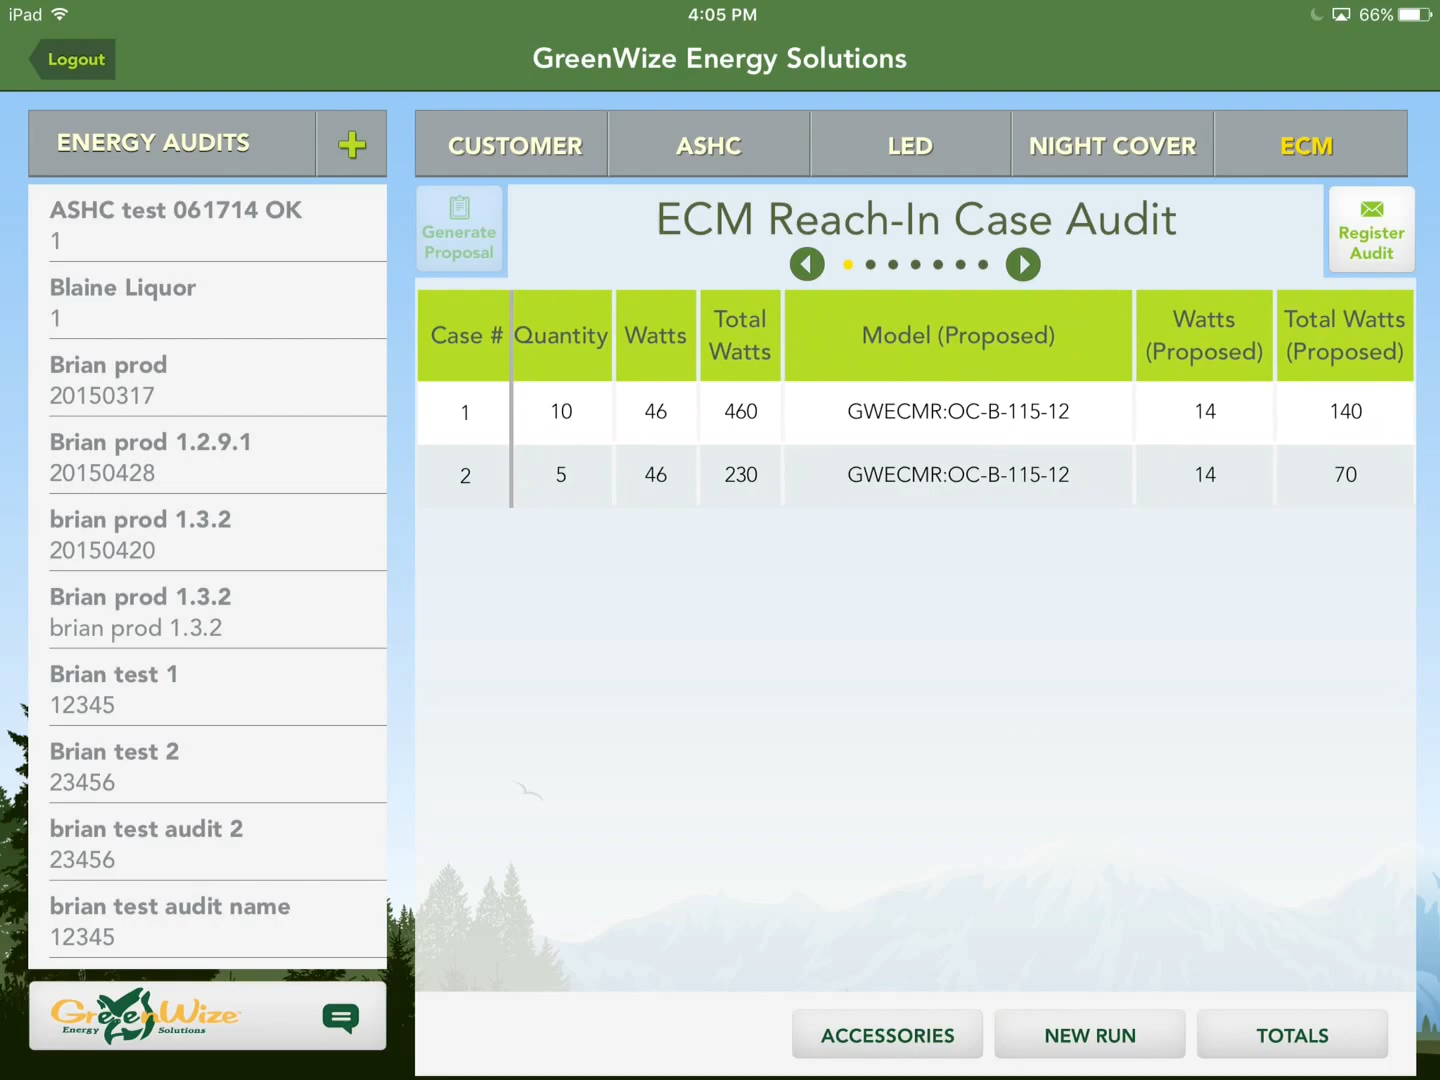 iPad 4:05 PM 66%
Logout GreenWize Energy Solutions
ENERGY AUDITS
ASHC test 061714 OK
1
Blaine Liquor
1
Brian prod
20150317
Brian prod 1.2.9.1
20150428
brian prod 1.3.2
20150420
Brian prod 1.3.2
brian prod 1.3.2
Brian test 1
12345
Brian test 2
23456
brian test audit 2
23456
brian test audit name
12345
GreenWize
Energy Solutions
CUSTOMER ASHC LED NIGHT COVER ECM
Generate
Proposal
ECM Reach-In Case Audit
Register
Audit
Case # Quantity Watts Total Watts Model (Proposed) Watts (Proposed) Total Watts (Proposed)
1 10 46 460 GWECMR:OC-B-115-12 14 140
2 5 46 230 GWECMR:OC-B-115-12 14 70
ACCESSORIES NEW RUN TOTALS